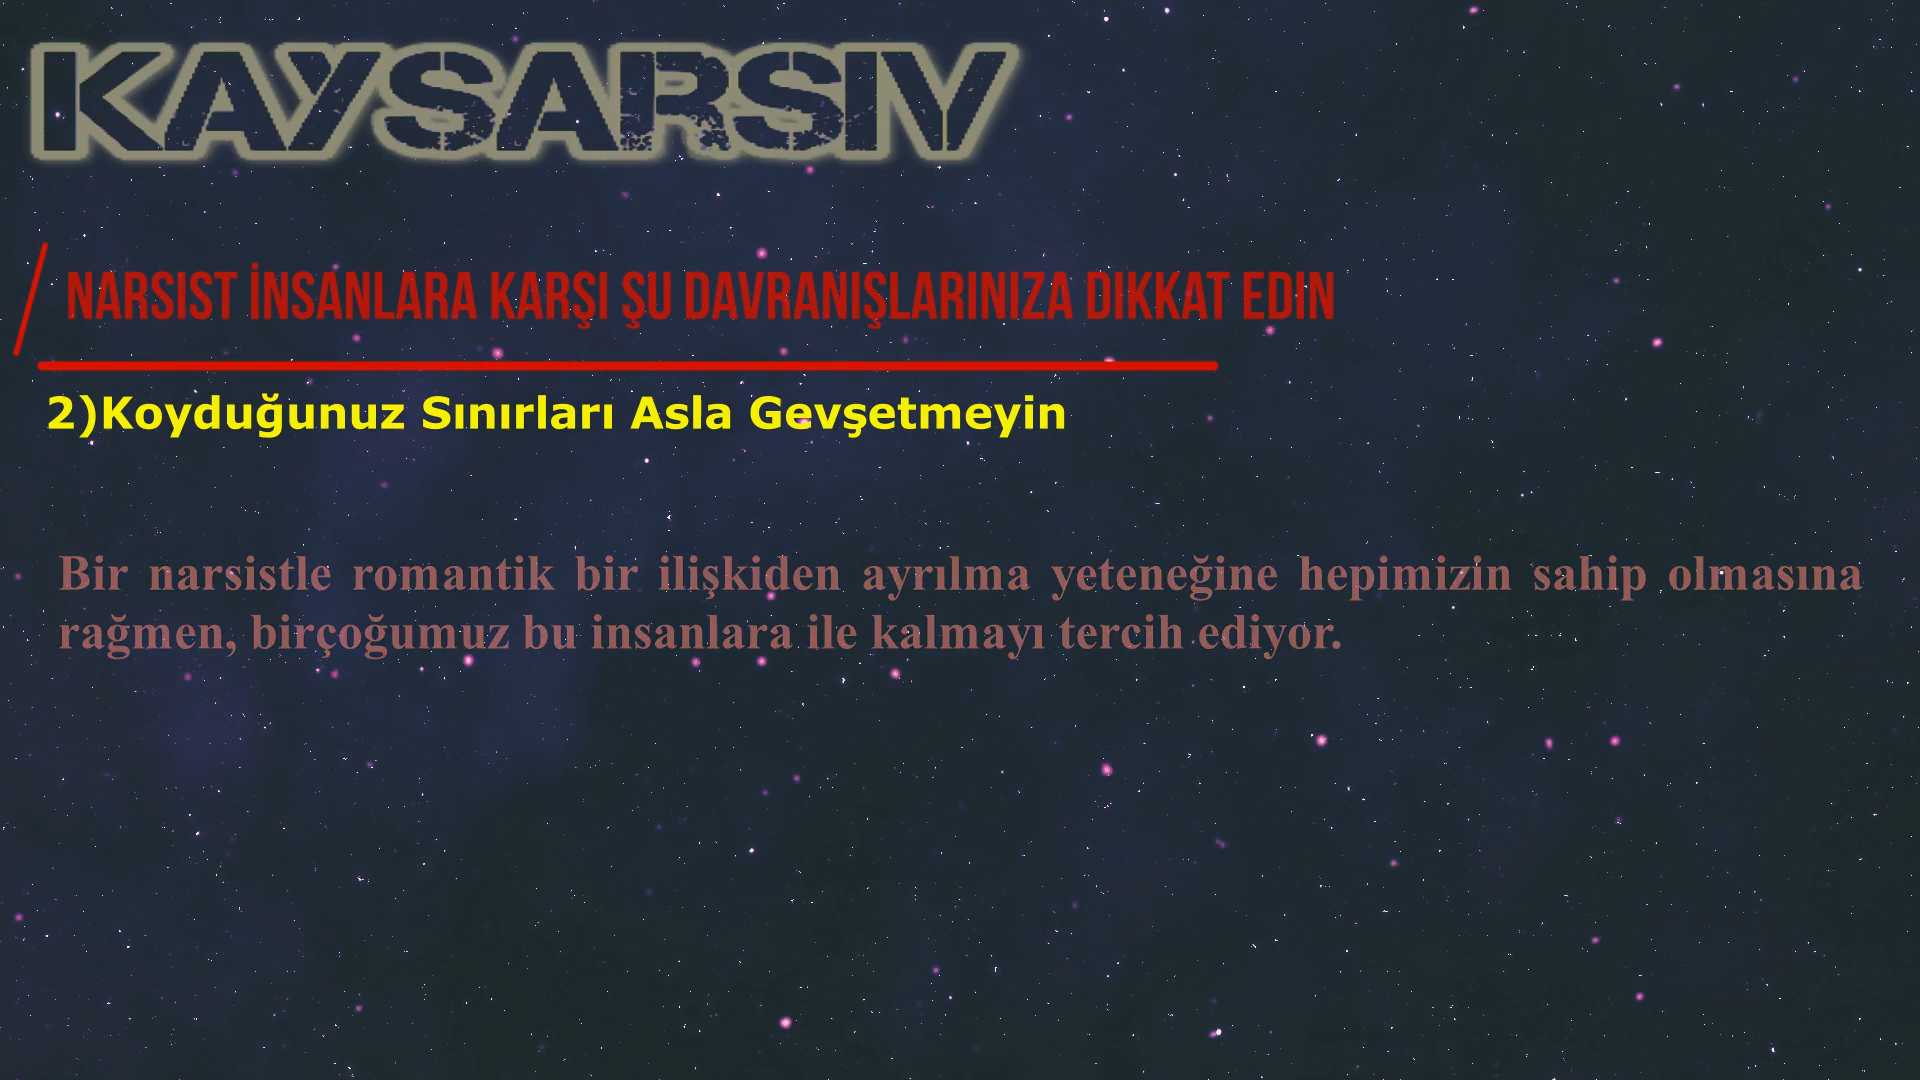 KAYSARSIV
NARSIST İNSANLARA KARŞI ŞU DAVRANIŞLARINIZA DIKKAT EDIN
2)Koyduğunuz Sınırları Asla Gevşetmeyin
Bir narsistle romantik bir ilişkiden ayrılma yeteneğine hepimizin sahip olmasına
rağmen, birçoğumuz bu insanlara ile kalmayı tercih ediyor.